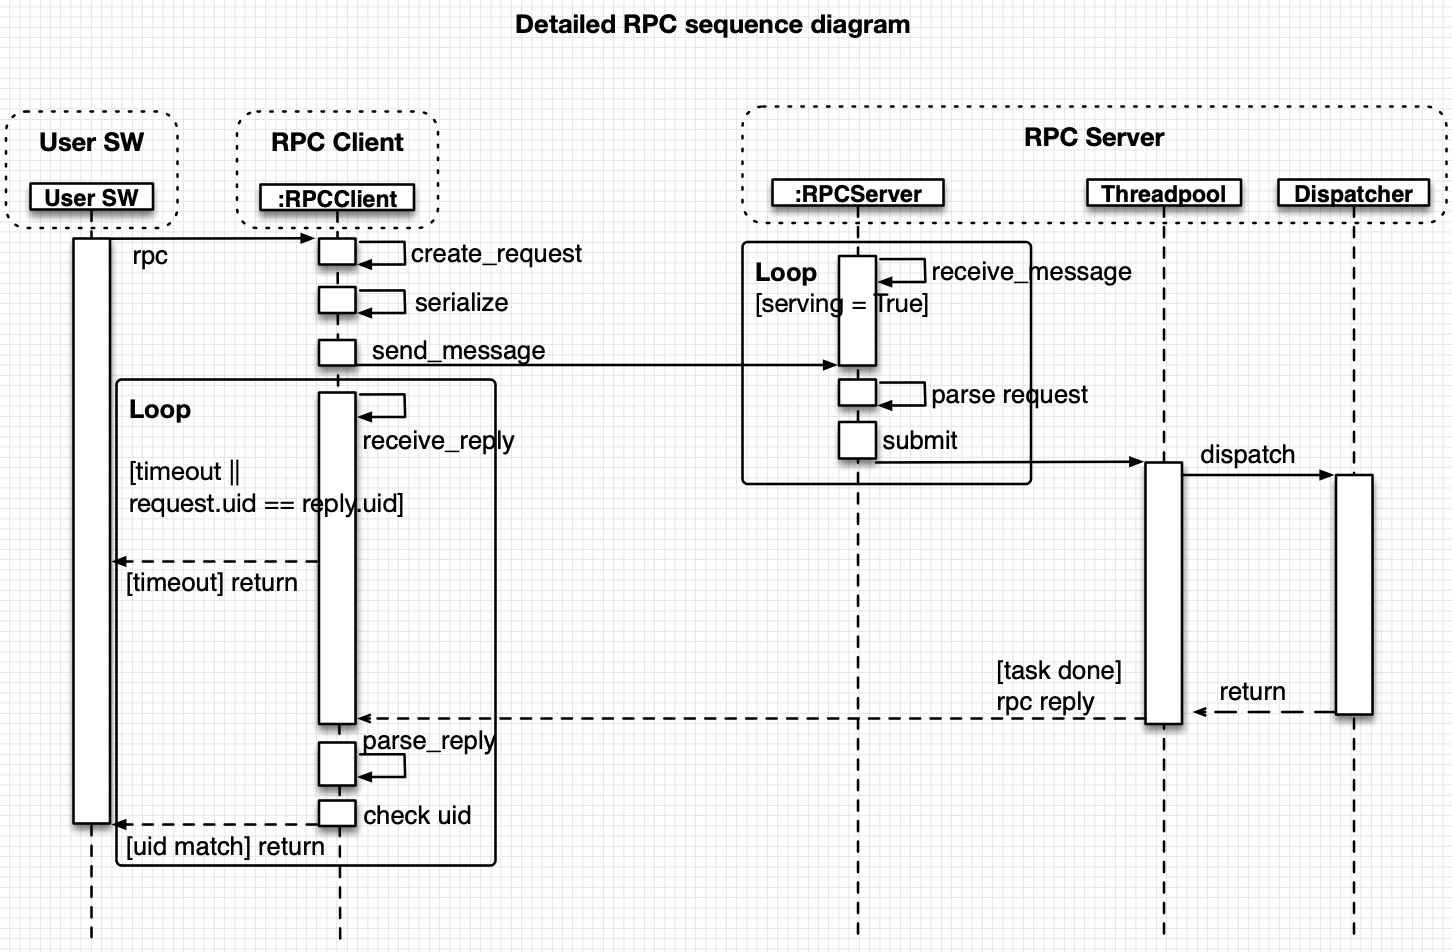 Detailed RPC sequence diagram
User SW
RPC Client
RPC Server
User SW
:RPCClient
:RPCServer
Threadpool
Dispatcher
rpc
create_request
serialize
send_message
Loop
[serving = True]
receive_message
parse request
submit
dispatch
Loop
[timeout ||
request.uid == reply.uid]
receive_reply
[timeout] return
[task done]
rpc reply
return
parse_reply
check uid
[uid match] return